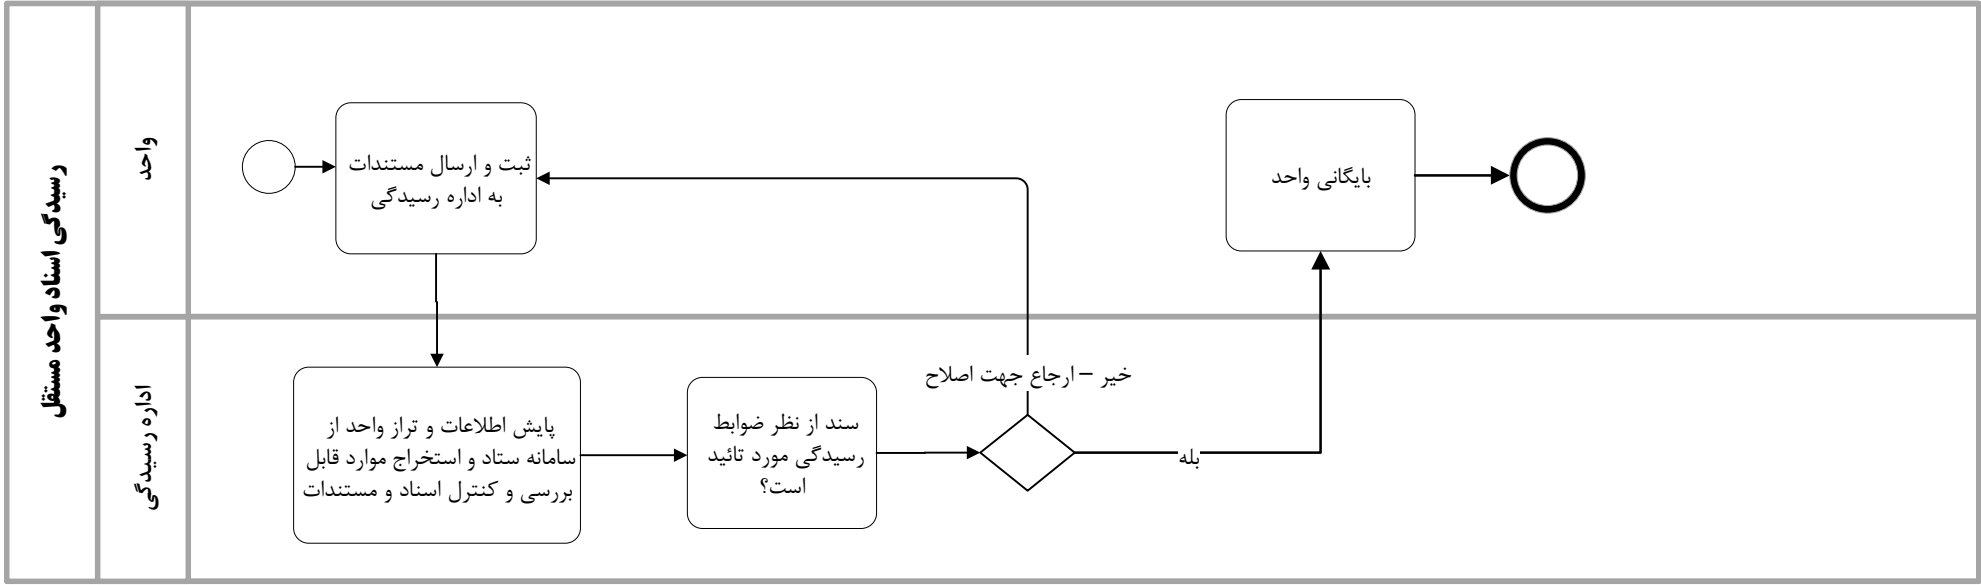 رسیدگی اسناد واحد مستقل
واحد
ثبت و ارسال مستندات
به اداره رسیدگی
بایگانی واحد
اداره رسیدگی
پایش اطلاعات و تراز واحد از
سامانه ستاد و استخراج موارد قابل
بررسی و کنترل اسناد و مستندات
سند از نظر ضوابط
رسیدگی مورد تائید
است؟
خیر – ارجاع جهت اصلاح
بله